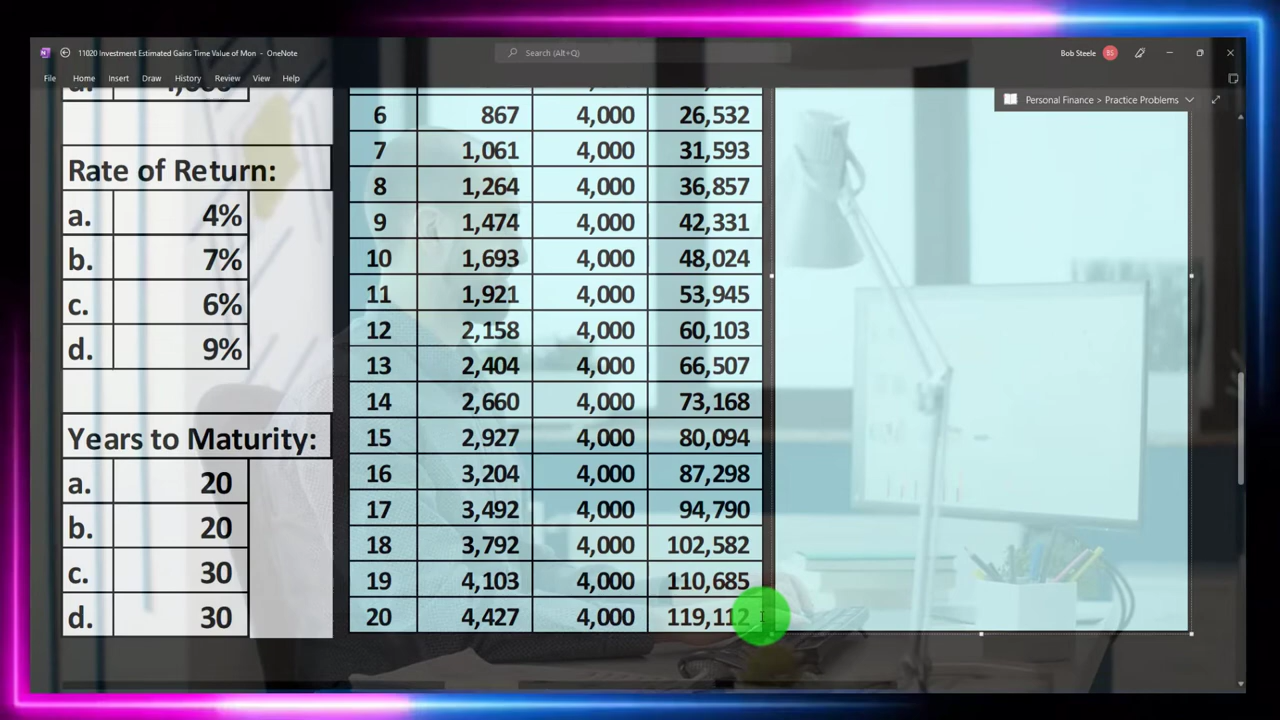 11020 Investment Estimated Gains Time Value of Mon - OneNote
Search (Alt+Q)
Bob Steele
BS
File Home Insert Draw History Review View Help
Personal Finance > Practice Problems
Rate of Return:
a. 4%
b. 7%
c. 6%
d. 9%
Years to Maturity:
a. 20
b. 20
c. 30
d. 30
6 867 4,000 26,532
7 1,061 4,000 31,593
8 1,264 4,000 36,857
9 1,474 4,000 42,331
10 1,693 4,000 48,024
11 1,921 4,000 53,945
12 2,158 4,000 60,103
13 2,404 4,000 66,507
14 2,660 4,000 73,168
15 2,927 4,000 80,094
16 3,204 4,000 87,298
17 3,492 4,000 94,790
18 3,792 4,000 102,582
19 4,103 4,000 110,685
20 4,427 4,000 119,112